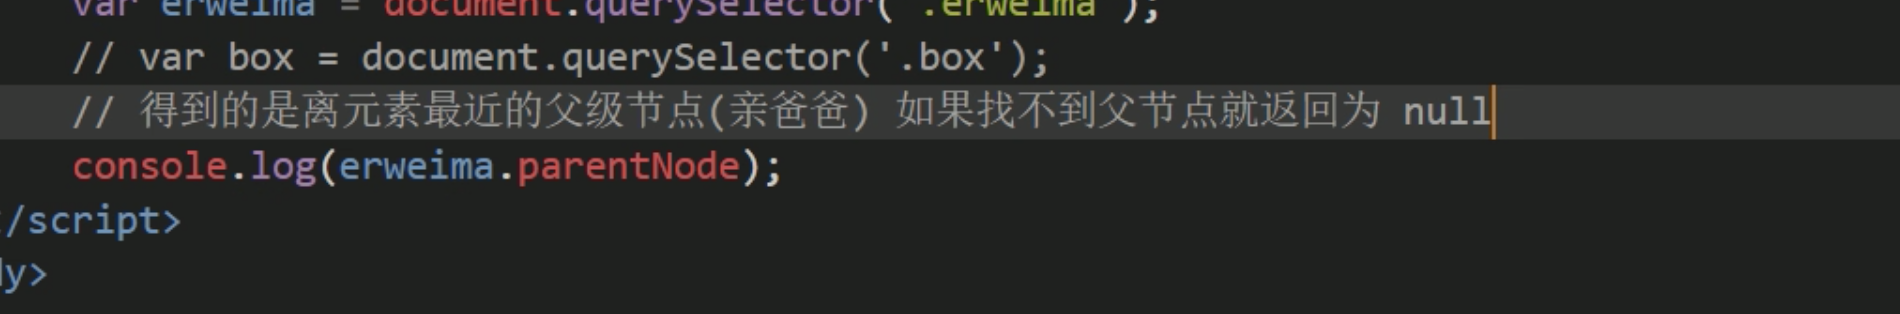 var erweima = document.querySelector('.erweima');
// var box = document.querySelector('.box');
// 得到的是离元素最近的父级节点(亲爸爸) 如果找不到父节点就返回为 null
console.log(erweima.parentNode);
/script>
dy>